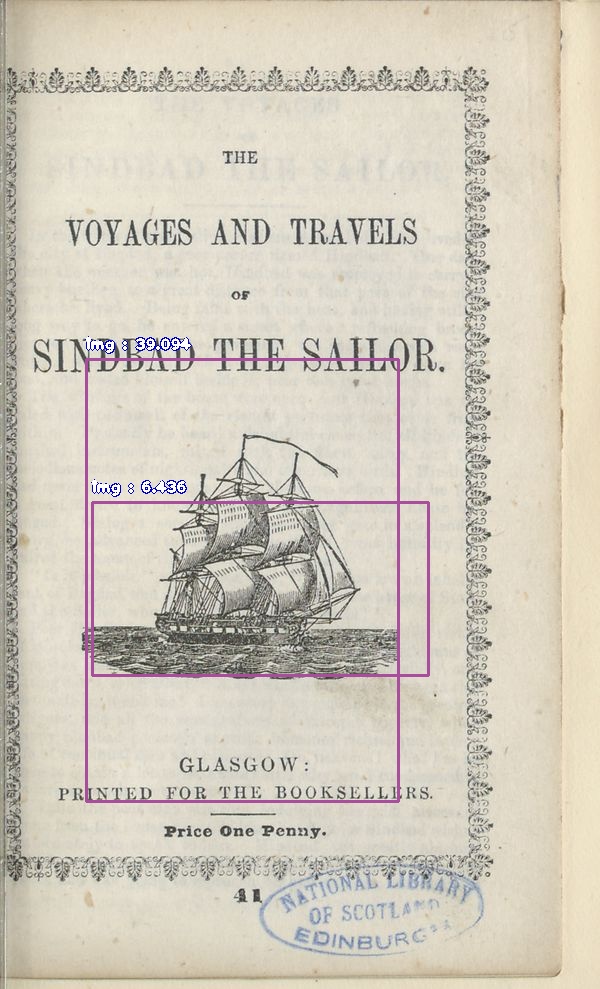 THE
VOYAGES AND TRAVELS
OF
img : 39.094
SINDBAD THE SAILOR.
img : 6.436
GLASGOW:
PRINTED FOR THE BOOKSELLERS.
Price One Penny.
41
NATIONAL LIBRARY
OF SCOTLAND
EDINBURGH